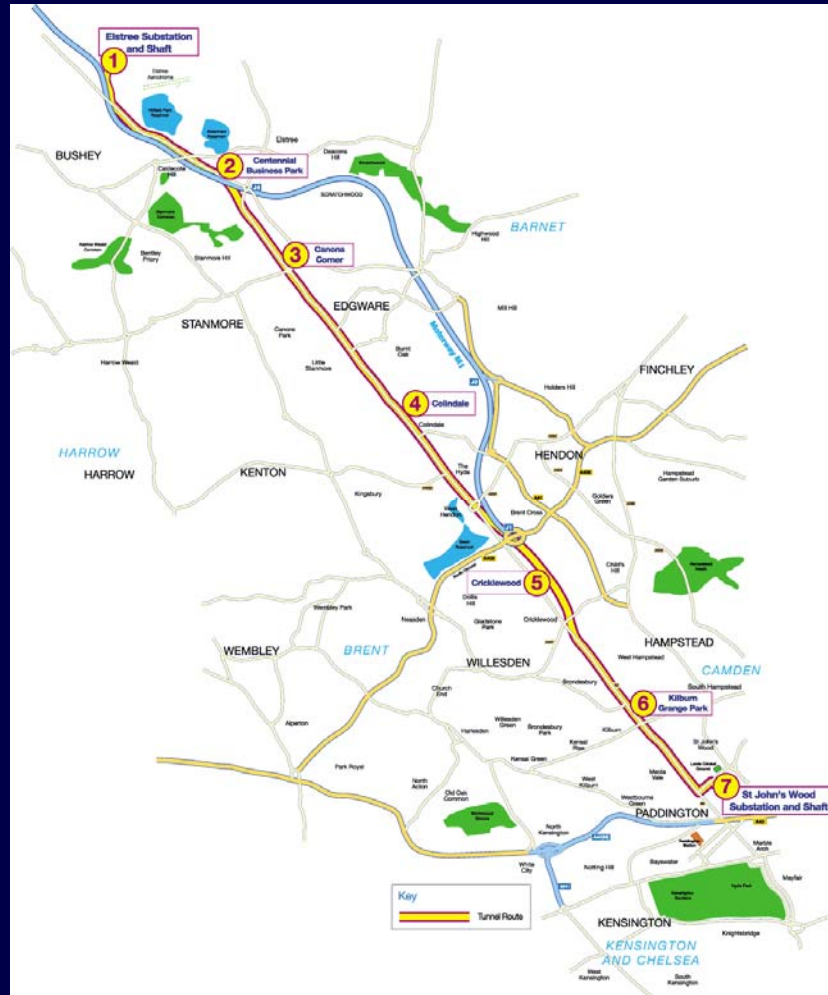 Elstree Substation
and Shaft
1
Elstree
Aerodrome
Elstree
BUSHEY
2
Centennial
Business Park
Deacons
Hill
SCRATCHWOOD
Caldecote
Hill
BARNET
Highwood
Hill
3
Canons
Corner
Bentley
Priory
Stanmore Hill
EDGWARE
Mill Hill
STANMORE
Canons
Park
Burnt
Oak
Motorway M1
Harrow Weald
Little
Stanmore
FINCHLEY
Holders Hill
4
Colindale
Colindale
HARROW
HARROW
HENDON
KENTON
The
Hyde
Hampstead
Garden Suburb
Kingsbury
Golders
Green
West
Hendon
Brent Cross
Child's
Hill
Cricklewood
5
Dollis
Hill
Wembley Park
Neasden
Gladstone
Park
Cricklewood
HAMPSTEAD
WEMBLEY
BRENT
WILLESDEN
West Hampstead
CAMDEN
Brondesbury
South Hampstead
Church
End
6
Kilburn
Grange Park
Alperton
Harlesden
Willesden
Green
Brondesbury
Park
Kilburn
St John's
Wood
Kensal
Rise
Kensal Green
Park Royal
North
Acton
Old Oak
Common
West
Kilburn
Maida
Vale
7
St John's Wood
Substation and Shaft
Westbourne
Green
PADDINGTON
North
Kensington
White
City
Notting Hill
Bayswater
Marble
Arch
Mayfair
Key
Tunnel Route
Hyde Park
Kensington
Gardens
KENSINGTON
Knightsbridge
KENSINGTON
AND CHELSEA
West
Kensington
South
Kensington